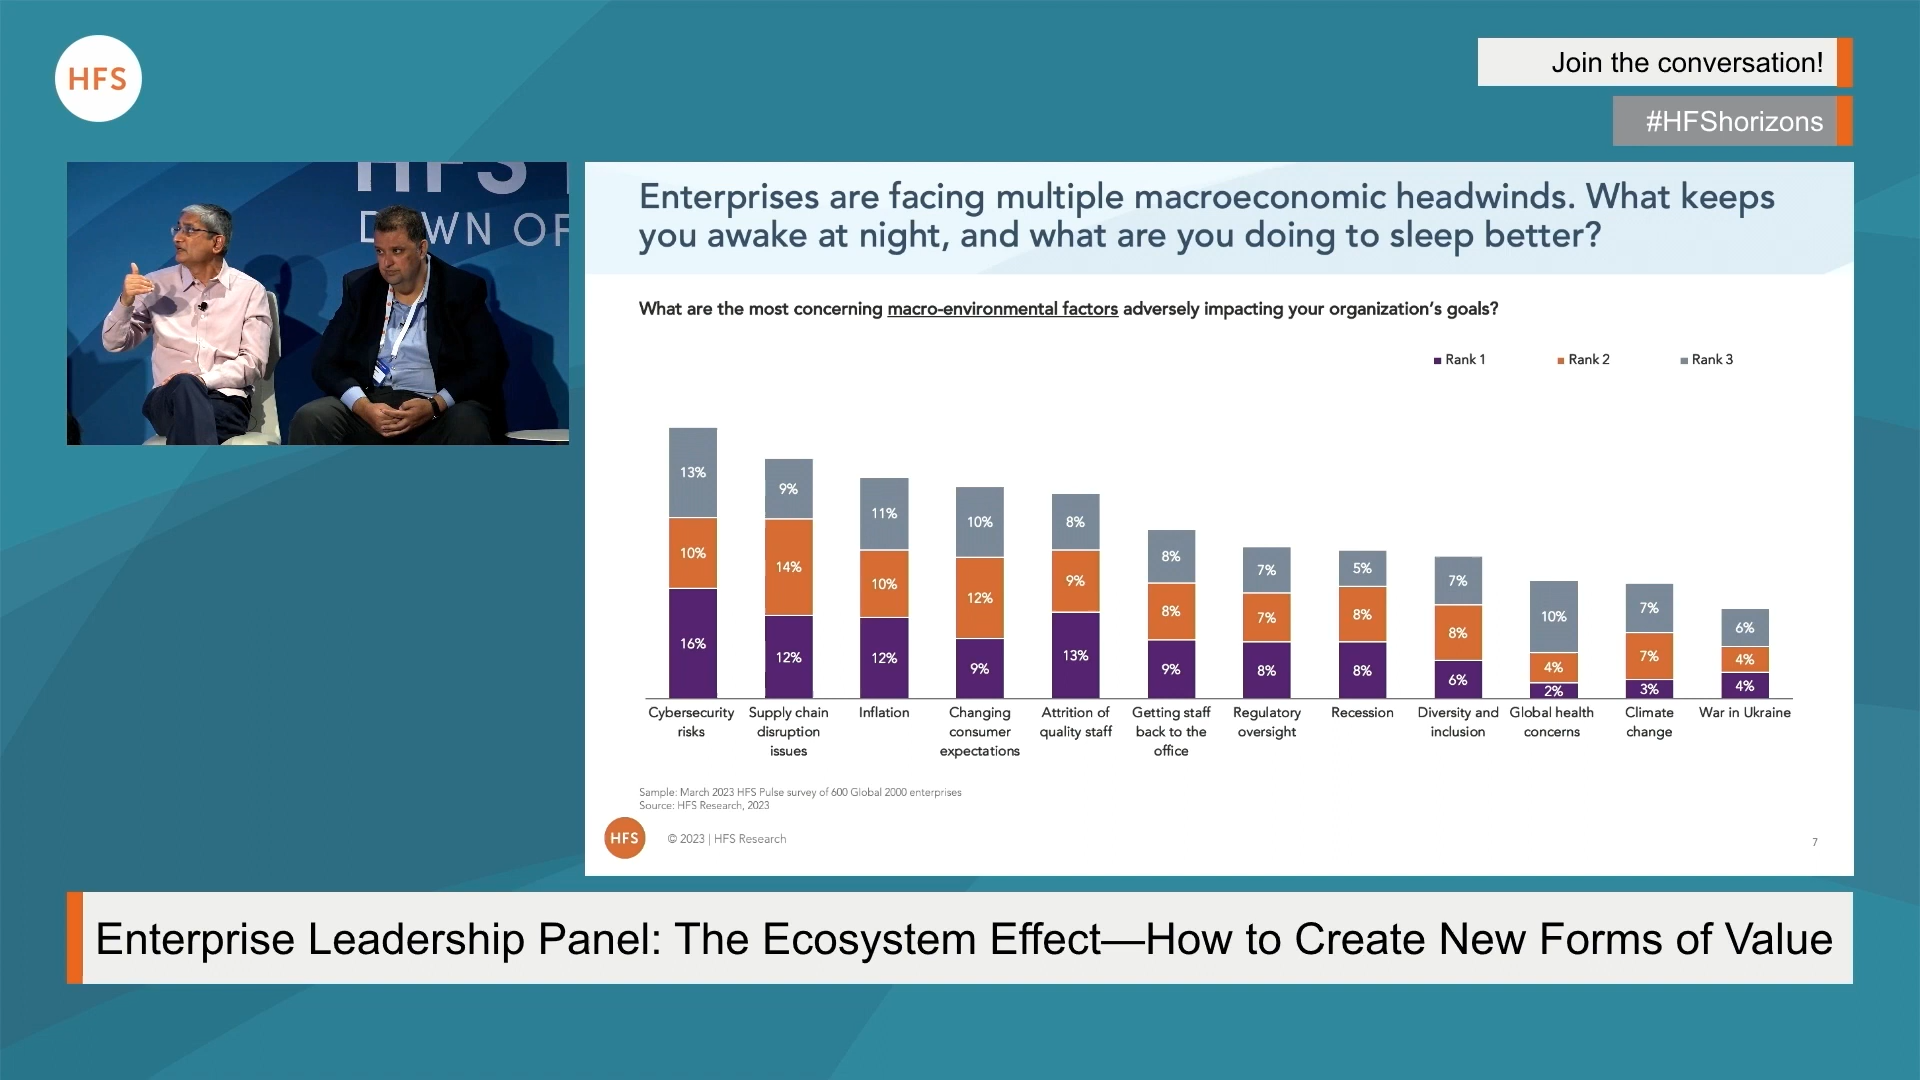 HFS
Join the conversation!
#HFShorizons
HFS
DAWN OF
Enterprises are facing multiple macroeconomic headwinds. What keeps
you awake at night, and what are you doing to sleep better?
What are the most concerning macro-environmental factors adversely impacting your organization's goals?
Rank 1
Rank 2
Rank 3
13%
10%
16%
9%
14%
12%
11%
10%
12%
10%
12%
9%
8%
9%
13%
8%
8%
9%
7%
7%
8%
5%
8%
8%
7%
8%
6%
10%
4%
2%
7%
7%
3%
6%
4%
4%
Cybersecurity
risks
Supply chain
disruption
issues
Inflation
Changing
consumer
expectations
Attrition of
quality staff
Getting staff
back to the
office
Regulatory
oversight
Recession
Diversity and
inclusion
Global health
concerns
Climate
change
War in Ukraine
Sample: March 2023 HFS Pulse survey of 600 Global 2000 enterprises
Source: HFS Research, 2023
HFS
© 2023 | HFS Research
7
Enterprise Leadership Panel: The Ecosystem Effect—How to Create New Forms of Value